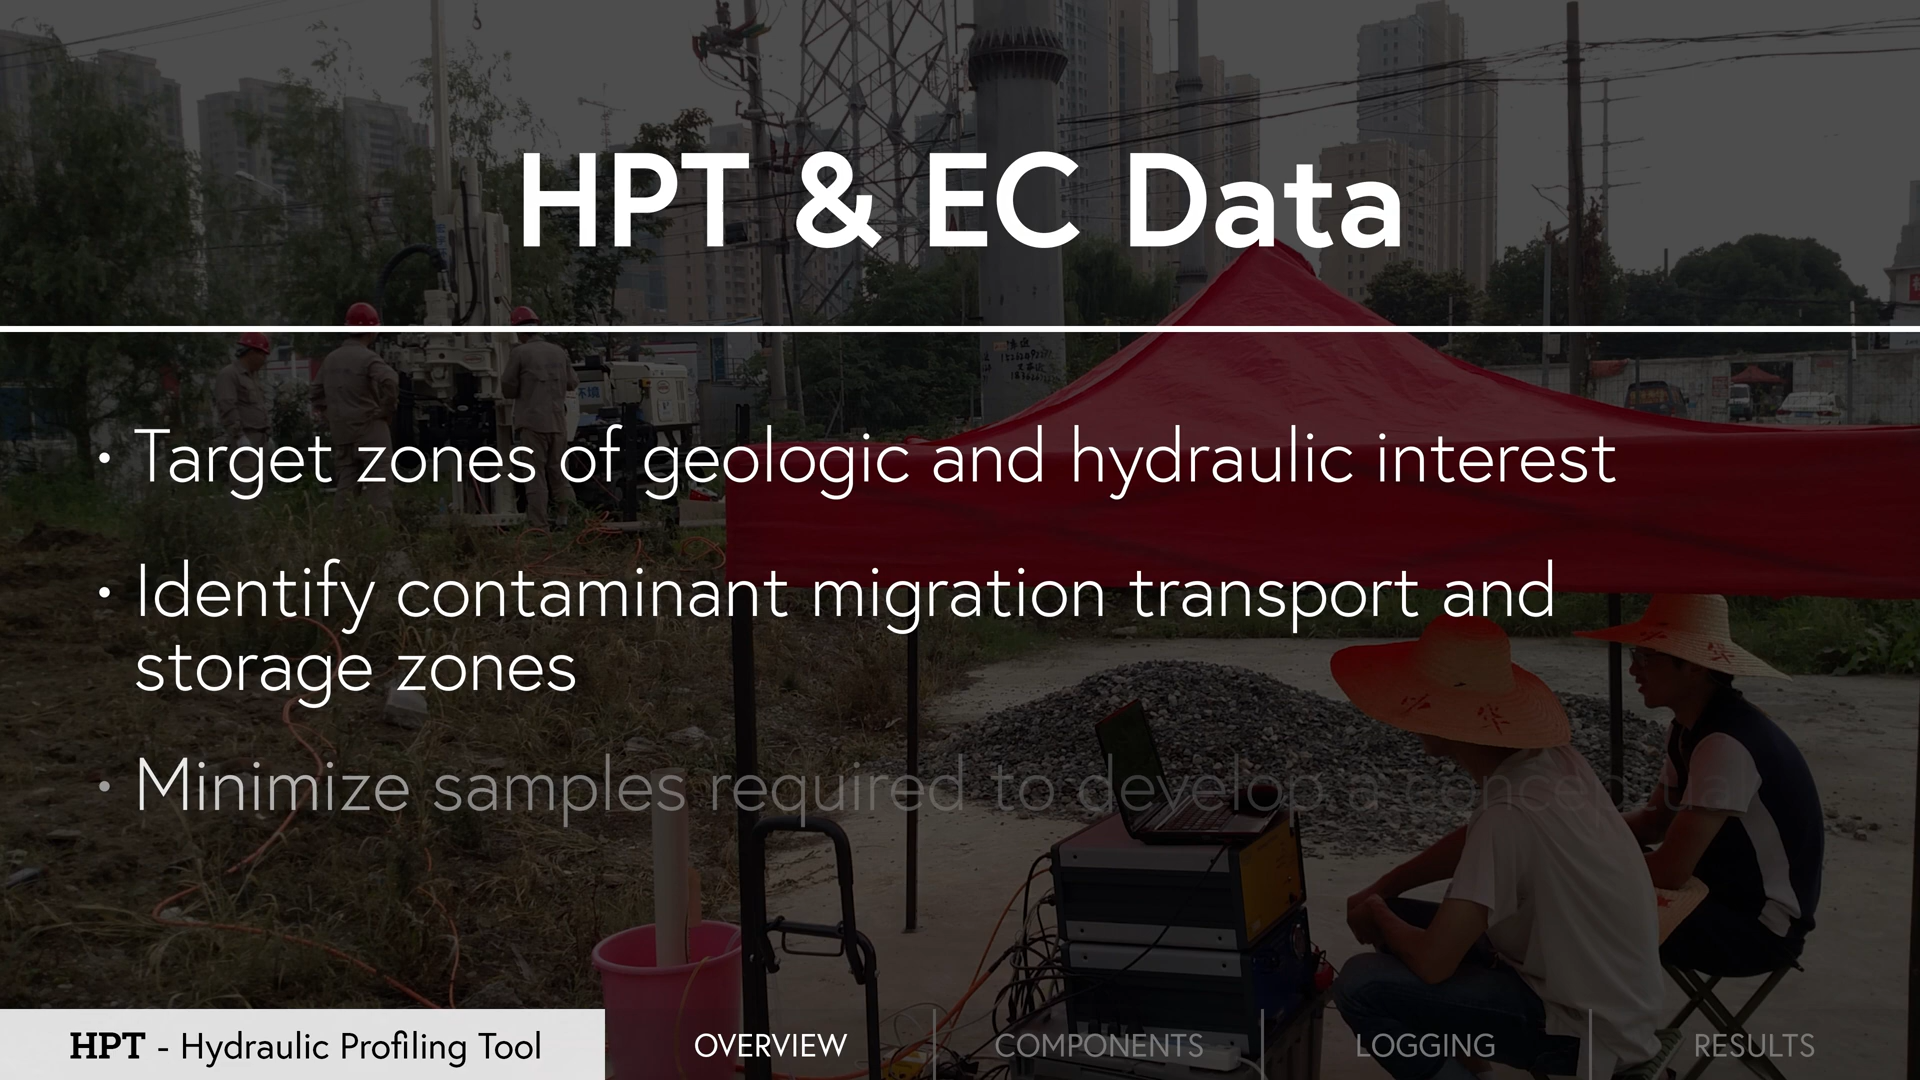 HPT & EC Data
• Target zones of geologic and hydraulic interest
• Identify contaminant migration transport and
storage zones
• Minimize samples required to develop a conceptual
HPT - Hydraulic Profiling Tool
OVERVIEW
COMPONENTS
LOGGING
RESULTS